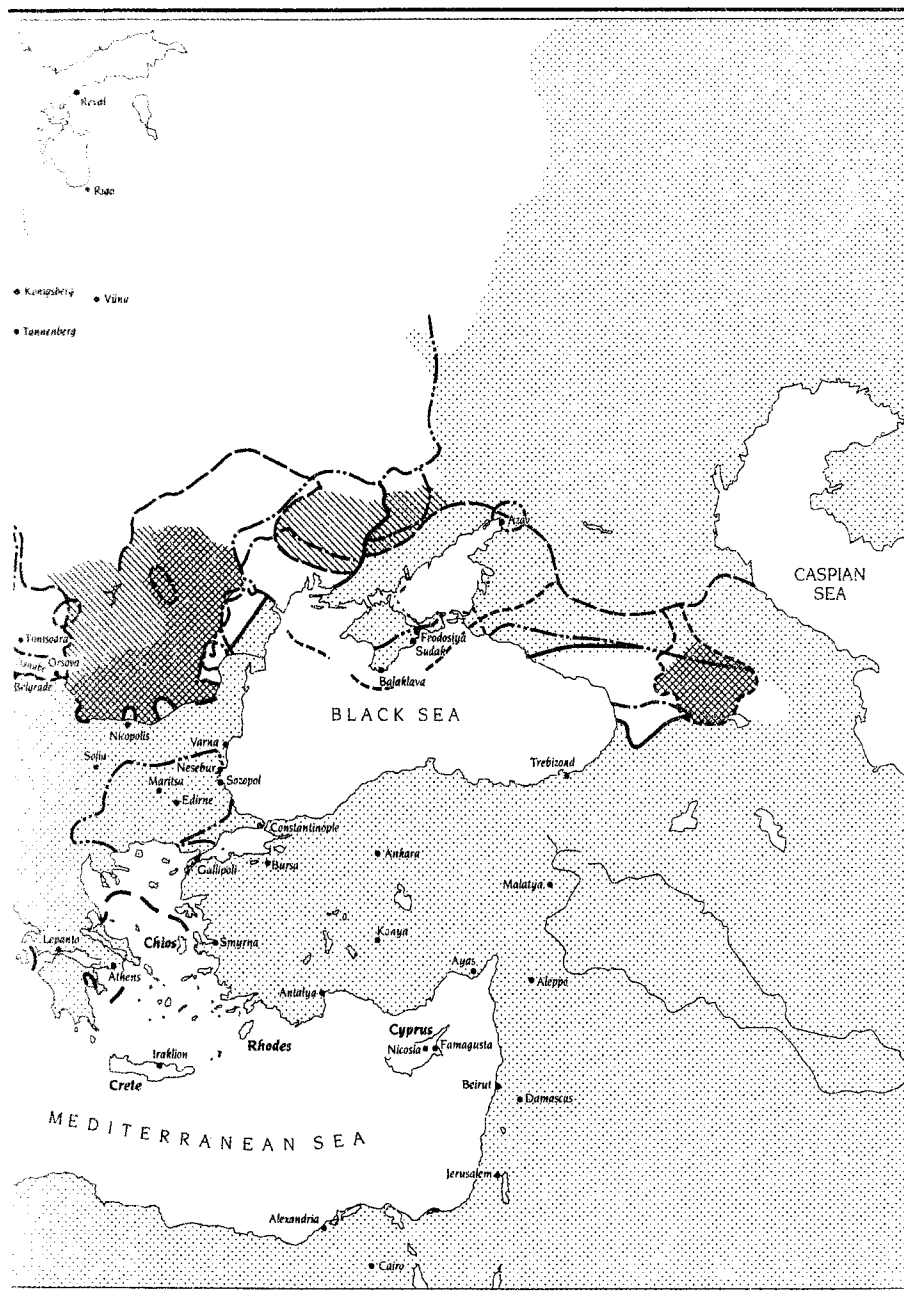 Reval
Riga
Konigsberg
Vilna
Tannenberg
Azov
CASPIAN
SEA
Timisoara
Orsova
Belgrade
Frodosiya
Sudak
Balaklava
BLACK SEA
Nicopolis
Varna
Sofia
Nesebur
Maritsa
Sozopol
Edirne
Trebizond
Constantinople
Gallipoli
Bursa
Ankara
Malatya
Lepanto
Chios
Smyrna
Konya
Athens
Ayas
Aleppo
Antalya
Rhodes
Cyprus
Nicosia
Famagusta
Iraklion
Crete
Beirut
Damascus
MEDITERRANEAN SEA
Jerusalem
Alexandria
Cairo